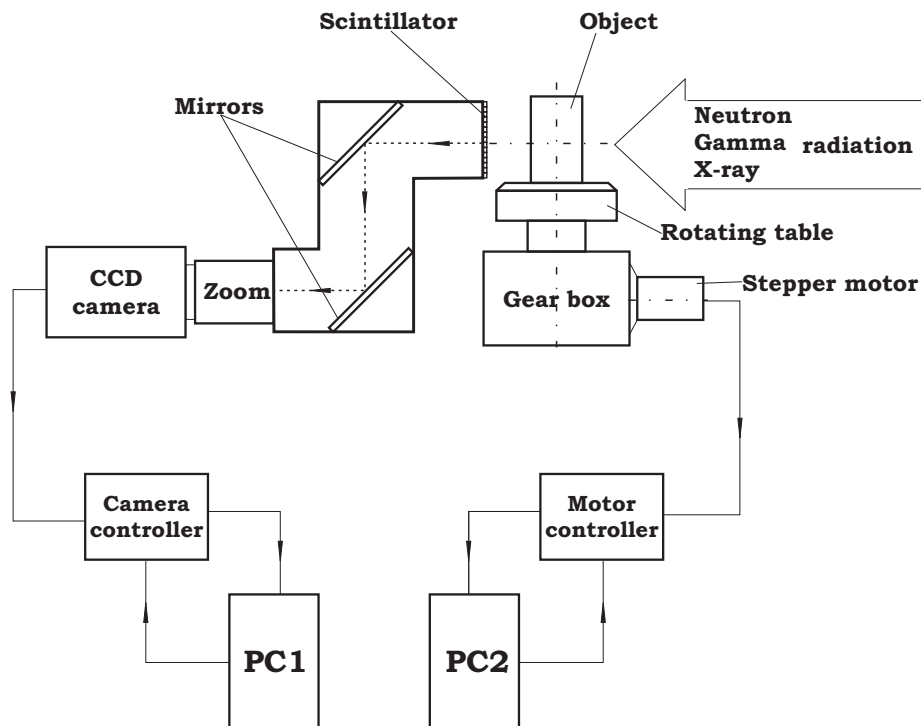 Scintillator
Object
Mirrors
Neutron
Gamma radiation
X-ray
Rotating table
CCD
camera
Zoom
Gear box
Stepper motor
Camera
controller
Motor
controller
PC1
PC2